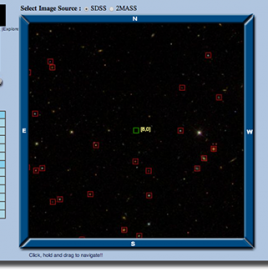 Select Image Source : - SDSS 2MASS
(Explore
N
E
[0,0]
W
S
Click, hold and drag to navigate!!